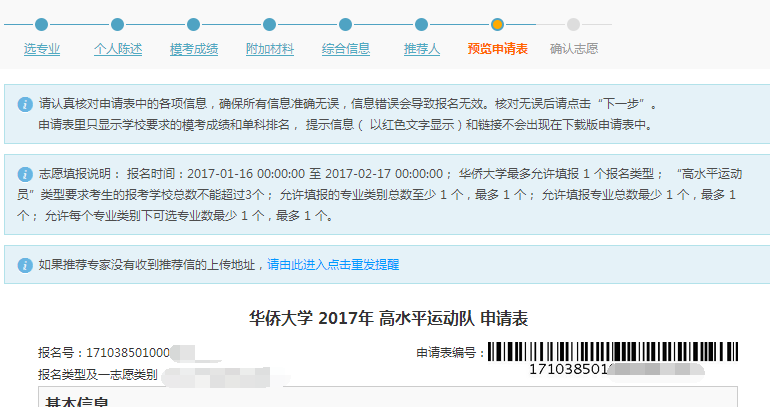 选专业 个人陈述 模考成绩 附加材料 综合信息 推荐人 预览申请表 确认志愿
请认真核对申请表中的各项信息，确保所有信息准确无误，信息错误会导致报名无效。核对无误后请点击“下一步”。
申请表里只显示学校要求的模考成绩和单科排名， 提示信息（ 以红色文字显示）和链接不会出现在下载版申请表中。
志愿填报说明： 报名时间：2017-01-16 00:00:00 至 2017-02-17 00:00:00； 华侨大学最多允许填报 1 个报名类型； “高水平运动
员”类型要求考生的报考学校总数不能超过3个； 允许填报的专业类别总数至少 1 个，最多 1 个； 允许填报专业总数最少 1 个，最多 1
个； 允许每个专业类别下可选专业数最少 1 个，最多 1 个。
如果推荐专家没有收到推荐信的上传地址，请由此进入点击重发提醒
华侨大学 2017年 高水平运动队 申请表
报名号：171038501000 申请表编号：
171038501
报名类型及一志愿类别
基本信息